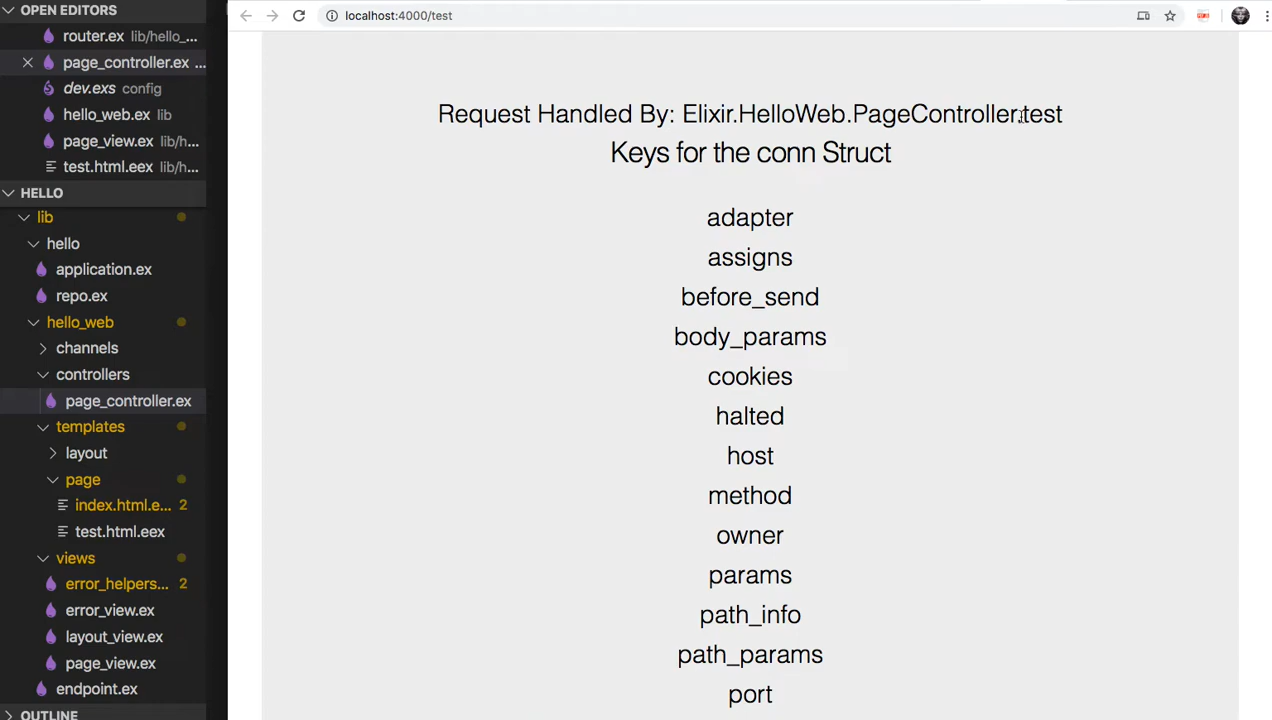 OPEN EDITORS
router.ex lib/hello_...
page_controller.ex ...
dev.exs config
hello_web.ex lib
page_view.ex lib/h...
test.html.eex lib/h...
HELLO
lib
hello
application.ex
repo.ex
hello_web
channels
controllers
page_controller.ex
templates
layout
page
index.html.e... 2
test.html.eex
views
error_helpers... 2
error_view.ex
layout_view.ex
page_view.ex
endpoint.ex
OUTLINE
localhost:4000/test
Request Handled By: Elixir.HelloWeb.PageController.test
Keys for the conn Struct
adapter
assigns
before_send
body_params
cookies
halted
host
method
owner
params
path_info
path_params
port